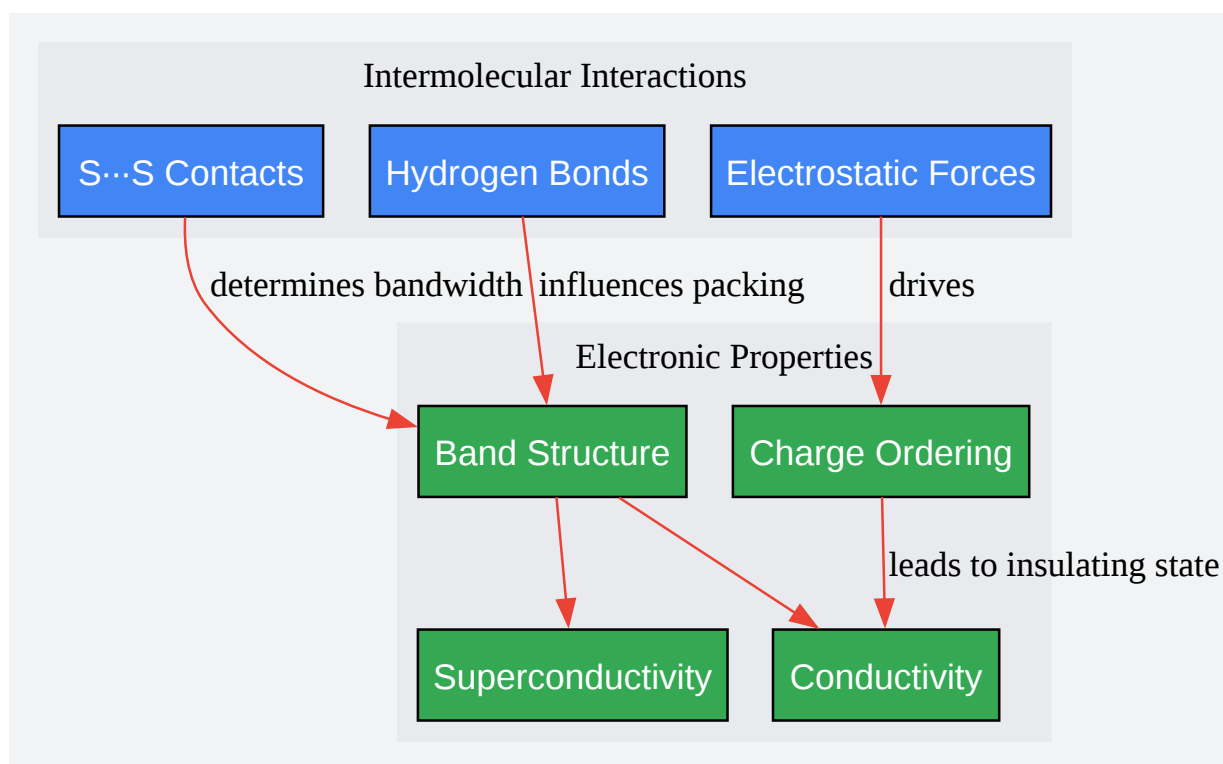 Intermolecular Interactions
S···S Contacts
Hydrogen Bonds
Electrostatic Forces
determines bandwidth
influences packing
drives
Electronic Properties
Band Structure
Charge Ordering
leads to insulating state
Superconductivity
Conductivity